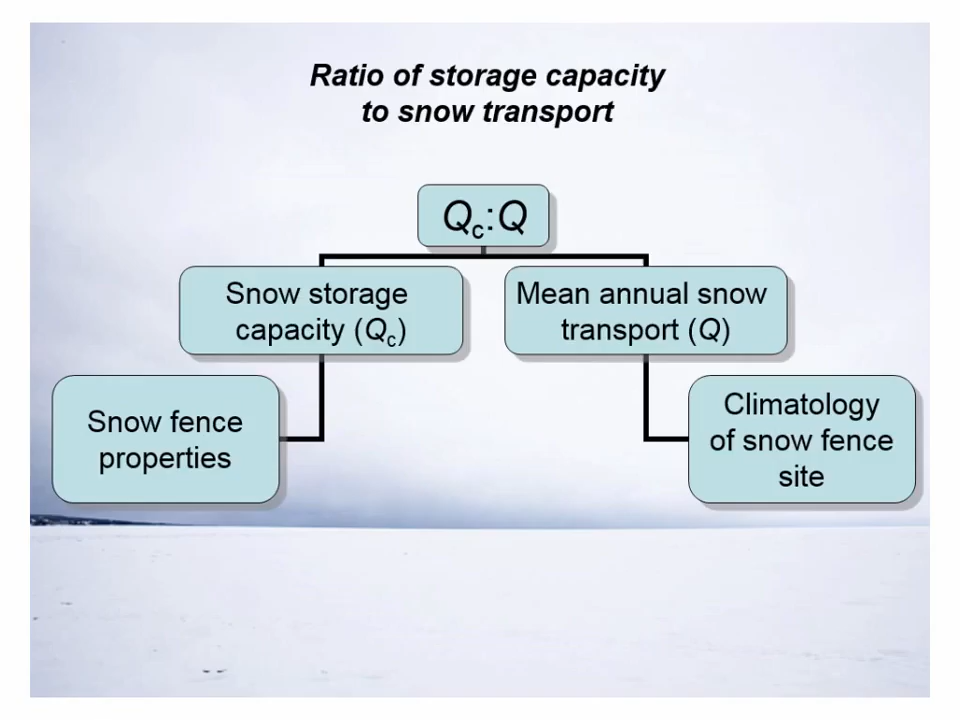 Ratio of storage capacity
to snow transport
Qc:Q
Snow storage
capacity (Qc)
Mean annual snow
transport (Q)
Snow fence
properties
Climatology
of snow fence
site